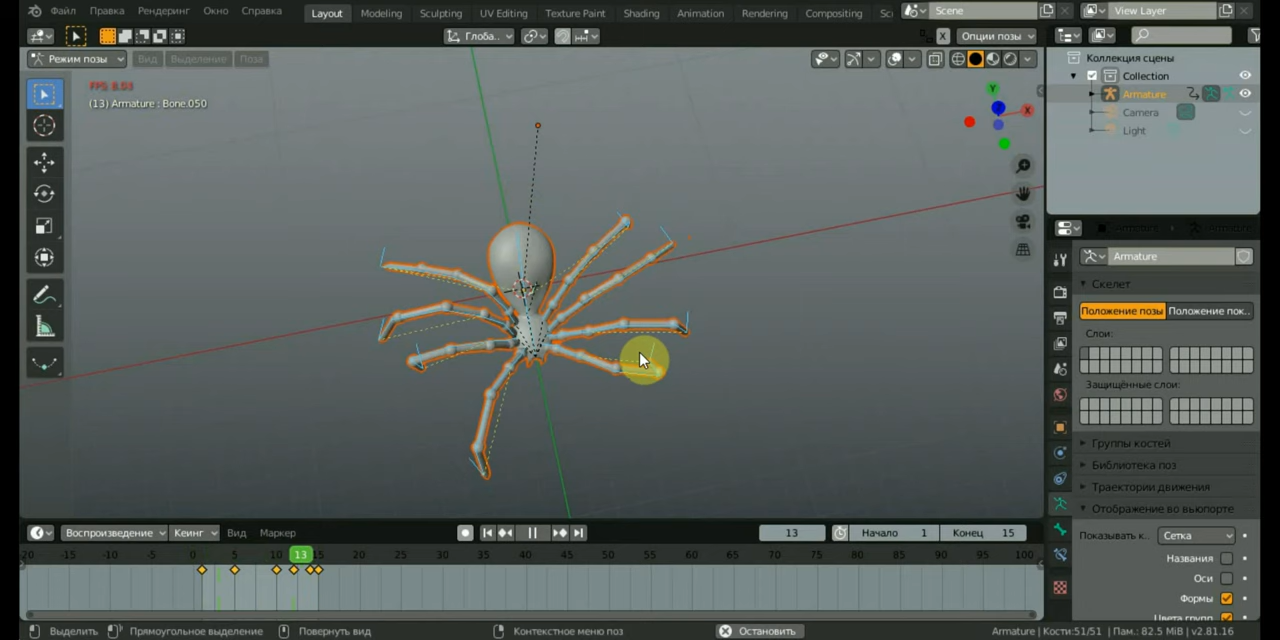 Файл Правка Рендеринг Окно Справка Layout Modeling Sculpting UV Editing Texture Paint Shading Animation Rendering Compositing Sc Scene View Layer
Глоба.. X Опции позы
Режим позы Вид Выделение Поза
FPS 8.03
(13) Armature : Bone.050
Y
X
Коллекция сцены
Collection
Armature
Camera
Light
Armature
Скелет
Положение позы Положение пок..
Слои:
Защищённые слои:
Группы костей
Библиотека поз
Траектории движения
Отображение во вьюпорте
Показывать к.. Сетка
Названия
Оси
Формы
Цвета групп
Воспроизведение Кеинг Вид Маркер 13 Начало 1 Конец 15
-20 -15 -10 -5 0 5 10 13 15 20 25 30 35 40 45 50 55 60 65 70 75 80 85 90 95 100
Выделить Прямоугольное выделение Повернуть вид Контекстное меню поз Остановить Armature | Кости:51/51 | Пам.: 82.5 MiB | v2.81.16